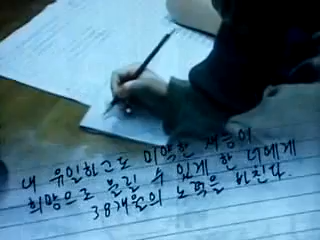 내 유일하고도 미약한 재능이
희망으로 불릴 수 있게 한 너에게
38개월의 노력을 바친다.